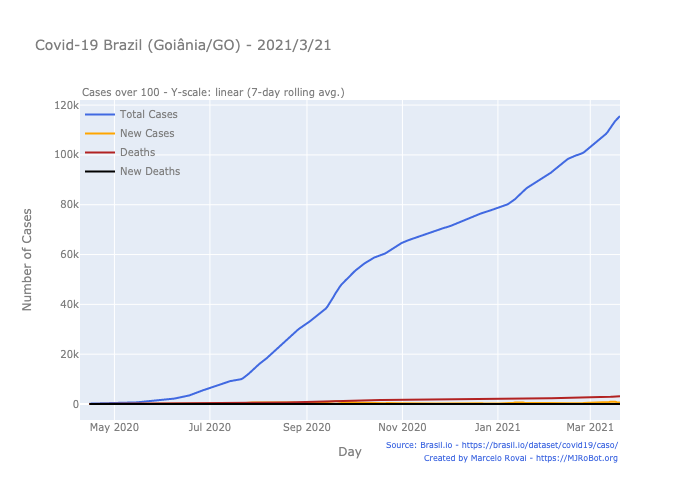 Covid-19 Brazil (Goiânia/GO) - 2021/3/21
Cases over 100 - Y-scale: linear (7-day rolling avg.)
120k
100k
80k
60k
40k
20k
0
Number of Cases
Total Cases
New Cases
Deaths
New Deaths
May 2020
Jul 2020
Sep 2020
Nov 2020
Jan 2021
Mar 2021
Day
Source: Brasil.io - https://brasil.io/dataset/covid19/caso/
Created by Marcelo Rovai - https://MJRoBot.org